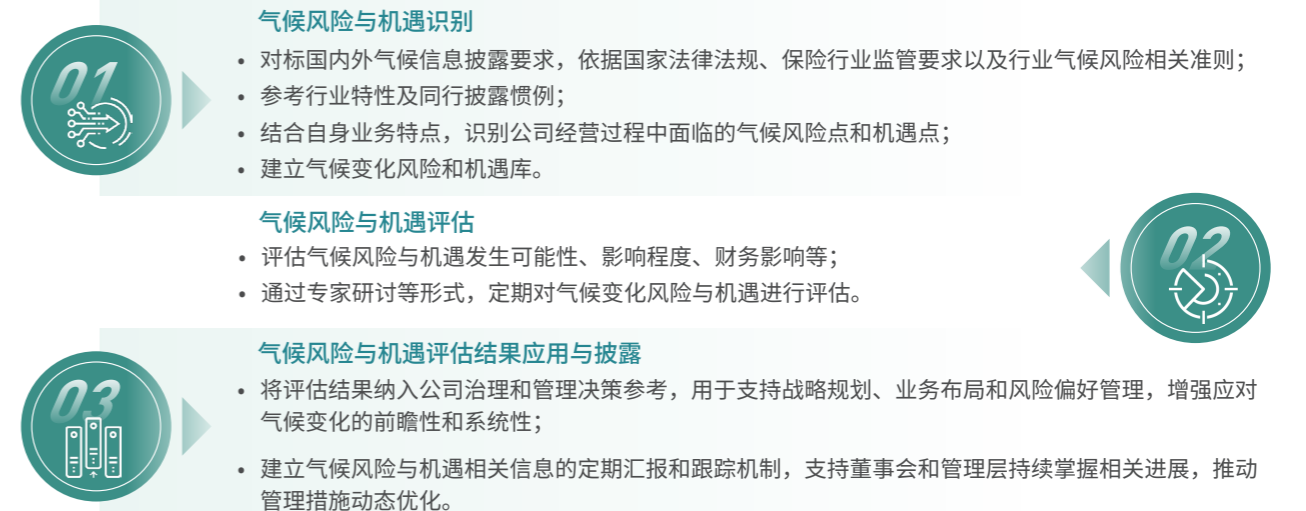 01
气候风险与机遇识别
• 对标国内外气候信息披露要求，依据国家法律法规、保险行业监管要求以及行业气候风险相关准则；
• 参考行业特性及同行披露惯例；
• 结合自身业务特点，识别公司经营过程中面临的气候风险点和机遇点；
• 建立气候变化风险和机遇库。
02
气候风险与机遇评估
• 评估气候风险与机遇发生可能性、影响程度、财务影响等；
• 通过专家研讨等形式，定期对气候变化风险与机遇进行评估。
03
气候风险与机遇评估结果应用与披露
• 将评估结果纳入公司治理和管理决策参考，用于支持战略规划、业务布局和风险偏好管理，增强应对
气候变化的前瞻性和系统性；
• 建立气候风险与机遇相关信息的定期汇报和跟踪机制，支持董事会和管理层持续掌握相关进展，推动
管理措施动态优化。